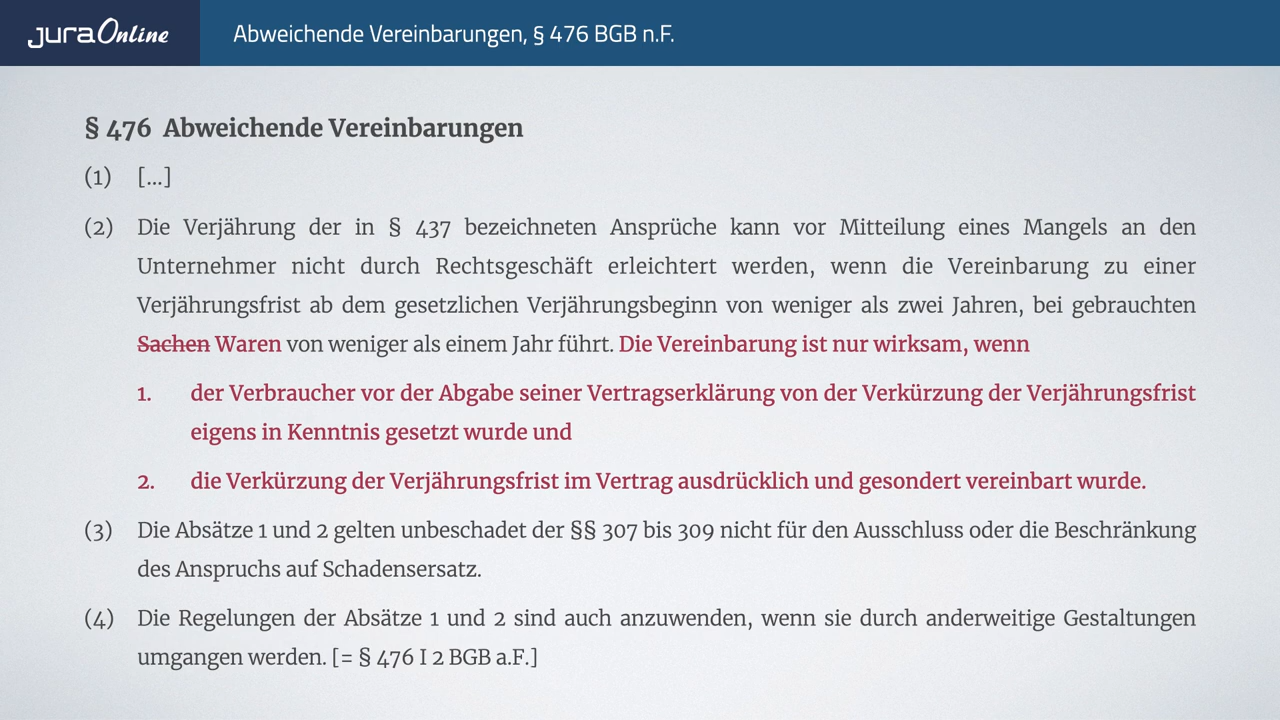 juraOnline
Abweichende Vereinbarungen, § 476 BGB n.F.
§ 476 Abweichende Vereinbarungen
(1) [...]
(2) Die Verjährung der in § 437 bezeichneten Ansprüche kann vor Mitteilung eines Mangels an den
Unternehmer nicht durch Rechtsgeschäft erleichtert werden, wenn die Vereinbarung zu einer
Verjährungsfrist ab dem gesetzlichen Verjährungsbeginn von weniger als zwei Jahren, bei gebrauchten
Sachen Waren von weniger als einem Jahr führt. Die Vereinbarung ist nur wirksam, wenn
1. der Verbraucher vor der Abgabe seiner Vertragserklärung von der Verkürzung der Verjährungsfrist
eigens in Kenntnis gesetzt wurde und
2. die Verkürzung der Verjährungsfrist im Vertrag ausdrücklich und gesondert vereinbart wurde.
(3) Die Absätze 1 und 2 gelten unbeschadet der §§ 307 bis 309 nicht für den Ausschluss oder die Beschränkung
des Anspruchs auf Schadensersatz.
(4) Die Regelungen der Absätze 1 und 2 sind auch anzuwenden, wenn sie durch anderweitige Gestaltungen
umgangen werden. [= § 476 I 2 BGB a.F.]